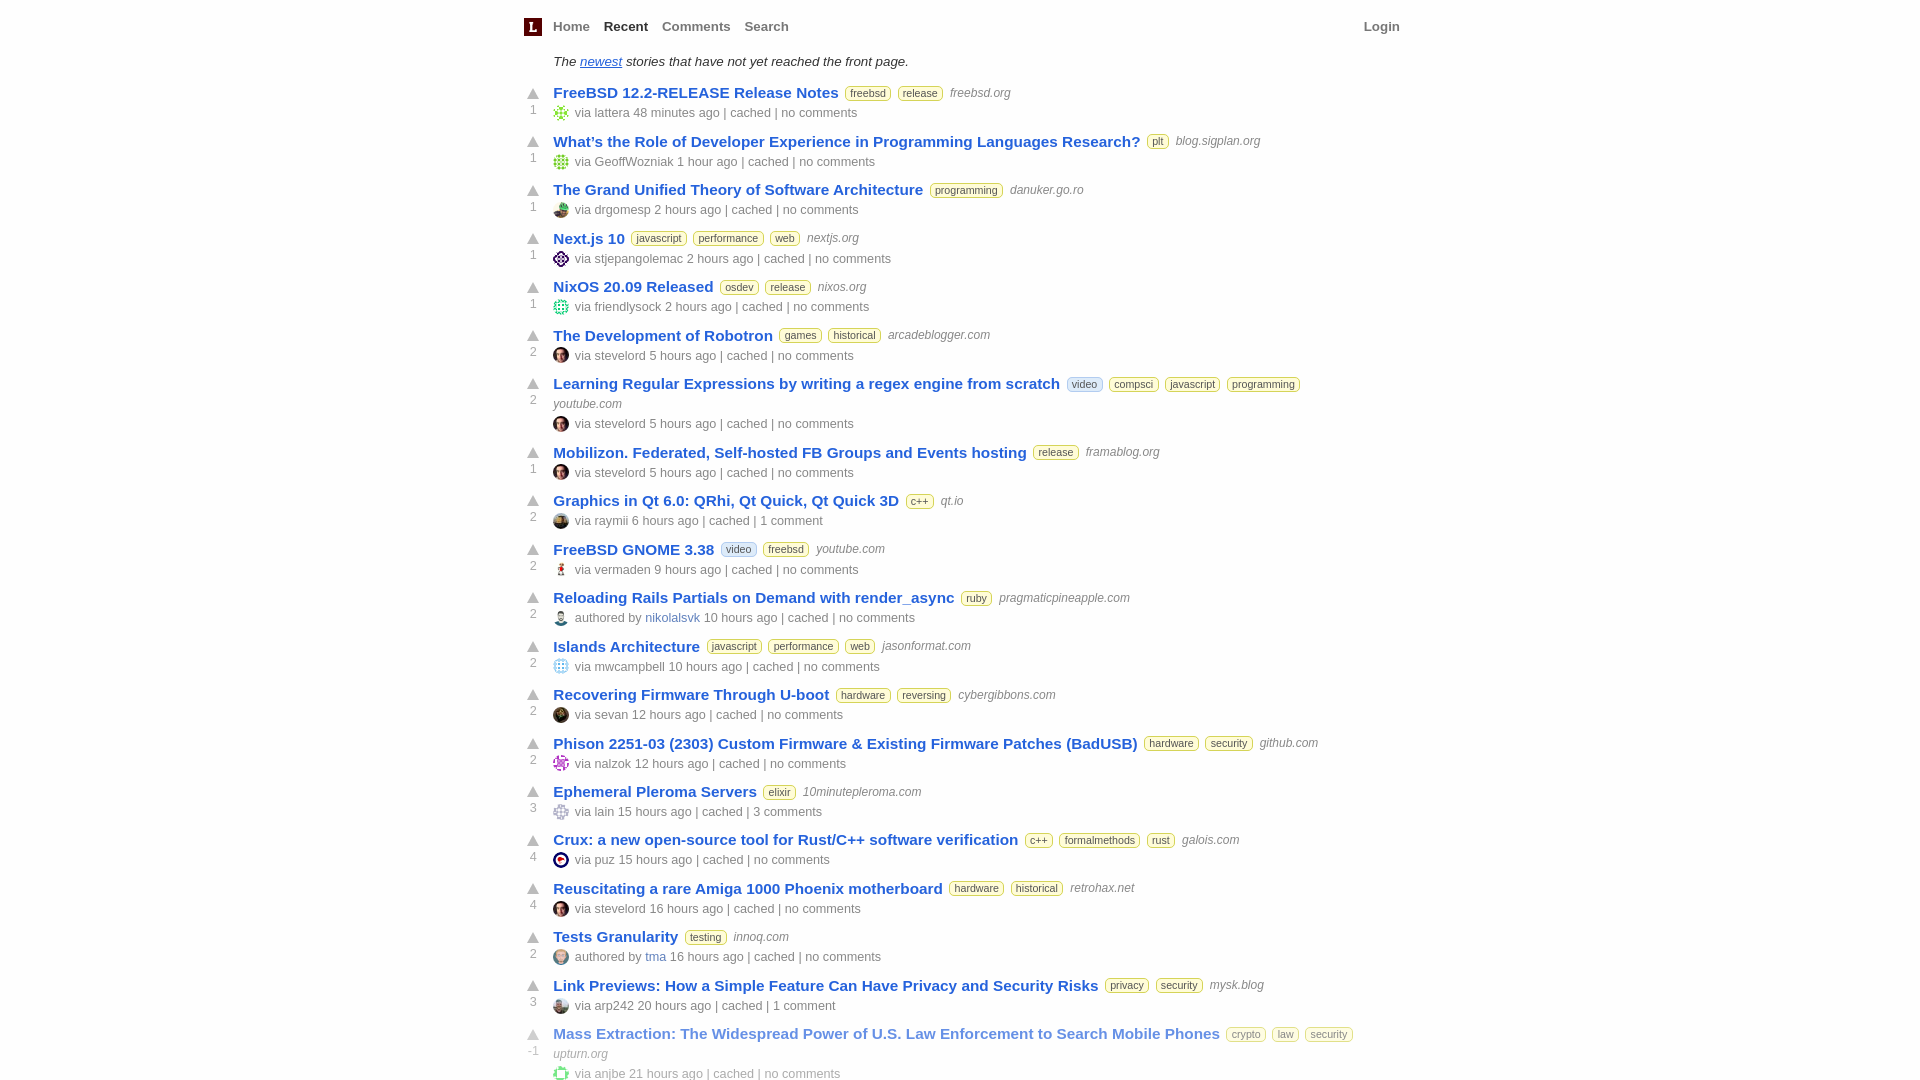 L Home Recent Comments Search Login
The newest stories that have not yet reached the front page.
FreeBSD 12.2-RELEASE Release Notes freebsd release freebsd.org
1
via lattera 48 minutes ago | cached | no comments
What’s the Role of Developer Experience in Programming Languages Research? plt blog.sigplan.org
1
via GeoffWozniak 1 hour ago | cached | no comments
The Grand Unified Theory of Software Architecture programming danuker.go.ro
1
via drgomesp 2 hours ago | cached | no comments
Next.js 10 javascript performance web nextjs.org
1
via stjepangolemac 2 hours ago | cached | no comments
NixOS 20.09 Released osdev release nixos.org
1
via friendlysock 2 hours ago | cached | no comments
The Development of Robotron games historical arcadeblogger.com
2
via stevelord 5 hours ago | cached | no comments
Learning Regular Expressions by writing a regex engine from scratch video compsci javascript programming
2
youtube.com
via stevelord 5 hours ago | cached | no comments
Mobilizon. Federated, Self-hosted FB Groups and Events hosting release framablog.org
1
via stevelord 5 hours ago | cached | no comments
Graphics in Qt 6.0: QRhi, Qt Quick, Qt Quick 3D c++ qt.io
2
via raymii 6 hours ago | cached | 1 comment
FreeBSD GNOME 3.38 video freebsd youtube.com
2
via vermaden 9 hours ago | cached | no comments
Reloading Rails Partials on Demand with render_async ruby pragmaticpineapple.com
2
authored by nikolalsvk 10 hours ago | cached | no comments
Islands Architecture javascript performance web jasonformat.com
2
via mwcampbell 10 hours ago | cached | no comments
Recovering Firmware Through U-boot hardware reversing cybergibbons.com
2
via sevan 12 hours ago | cached | no comments
Phison 2251-03 (2303) Custom Firmware & Existing Firmware Patches (BadUSB) hardware security github.com
2
via nalzok 12 hours ago | cached | no comments
Ephemeral Pleroma Servers elixir 10minutepleroma.com
3
via lain 15 hours ago | cached | 3 comments
Crux: a new open-source tool for Rust/C++ software verification c++ formalmethods rust galois.com
4
via puz 15 hours ago | cached | no comments
Reuscitating a rare Amiga 1000 Phoenix motherboard hardware historical retrohax.net
4
via stevelord 16 hours ago | cached | no comments
Tests Granularity testing innoq.com
2
authored by tma 16 hours ago | cached | no comments
Link Previews: How a Simple Feature Can Have Privacy and Security Risks privacy security mysk.blog
3
via arp242 20 hours ago | cached | 1 comment
Mass Extraction: The Widespread Power of U.S. Law Enforcement to Search Mobile Phones crypto law security
-1
upturn.org
via anjbe 21 hours ago | cached | no comments